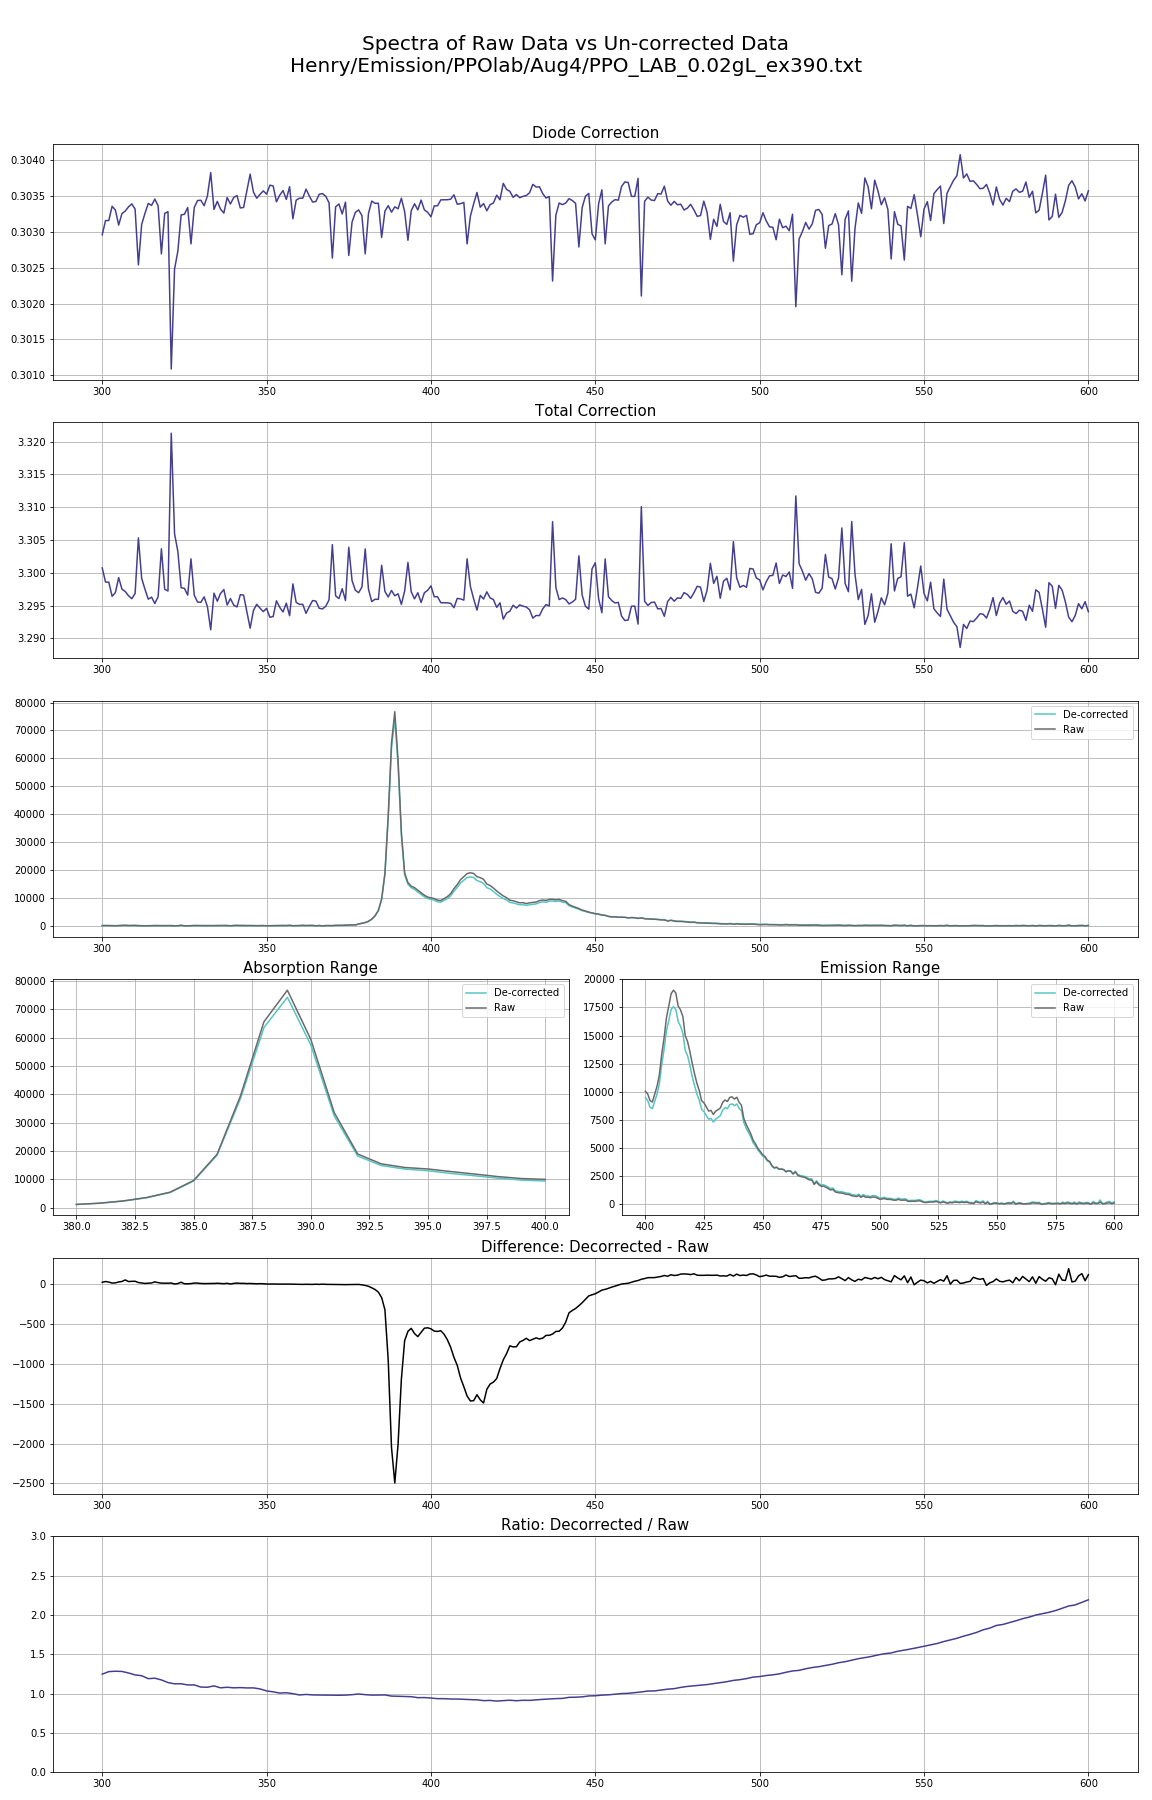 Spectra of Raw Data vs Un-corrected Data
Henry/Emission/PPOlab/Aug4/PPO_LAB_0.02gL_ex390.txt
Diode Correction
0.3040
0.3035
0.3030
0.3025
0.3020
0.3015
0.3010
300 350 400 450 500 550 600
Total Correction
3.320
3.315
3.310
3.305
3.300
3.295
3.290
300 350 400 450 500 550 600
80000
70000
60000
50000
40000
30000
20000
10000
0
De-corrected
Raw
300 350 400 450 500 550 600
Absorption Range
80000
70000
60000
50000
40000
30000
20000
10000
0
De-corrected
Raw
380.0 382.5 385.0 387.5 390.0 392.5 395.0 397.5 400.0
Emission Range
20000
17500
15000
12500
10000
7500
5000
2500
0
De-corrected
Raw
400 425 450 475 500 525 550 575 600
Difference: Decorrected - Raw
0
−500
−1000
−1500
−2000
−2500
300 350 400 450 500 550 600
Ratio: Decorrected / Raw
3.0
2.5
2.0
1.5
1.0
0.5
0.0
300 350 400 450 500 550 600